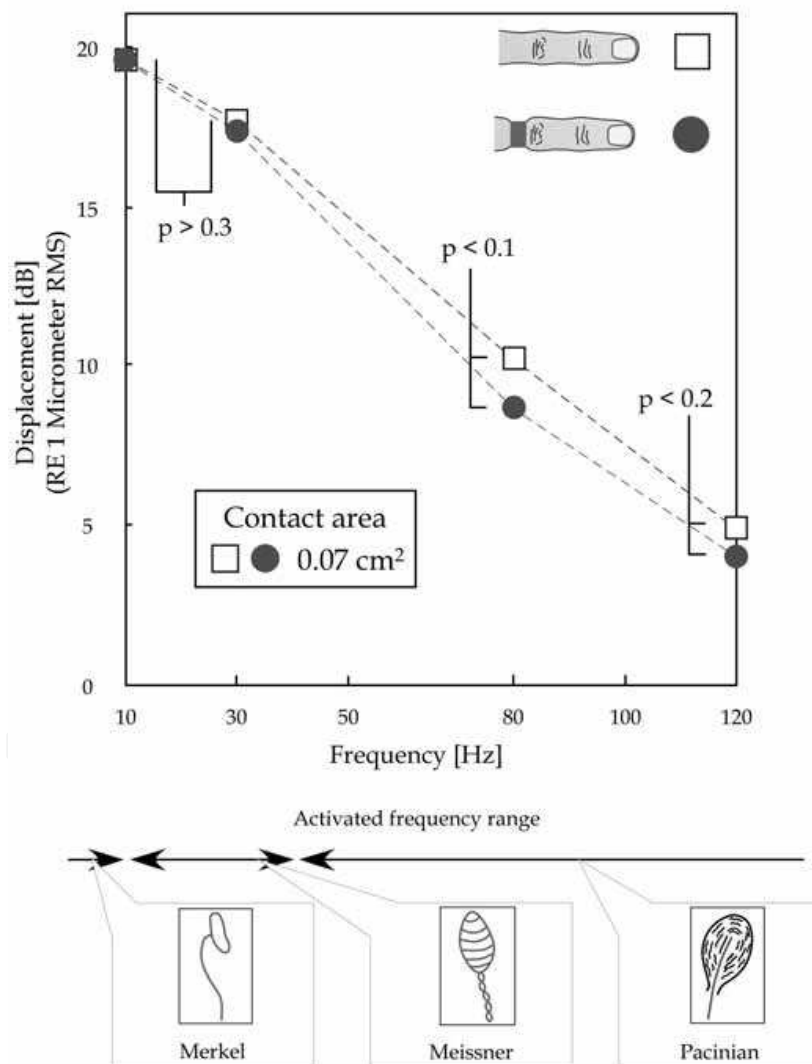 20
15
10
5
0
Displacement [dB]
(RE 1 Micrometer RMS)
p > 0.3
p < 0.1
p < 0.2
Contact area
0.07 cm²
10 30 50 80 100 120
Frequency [Hz]
Activated frequency range
Merkel Meissner Pacinian